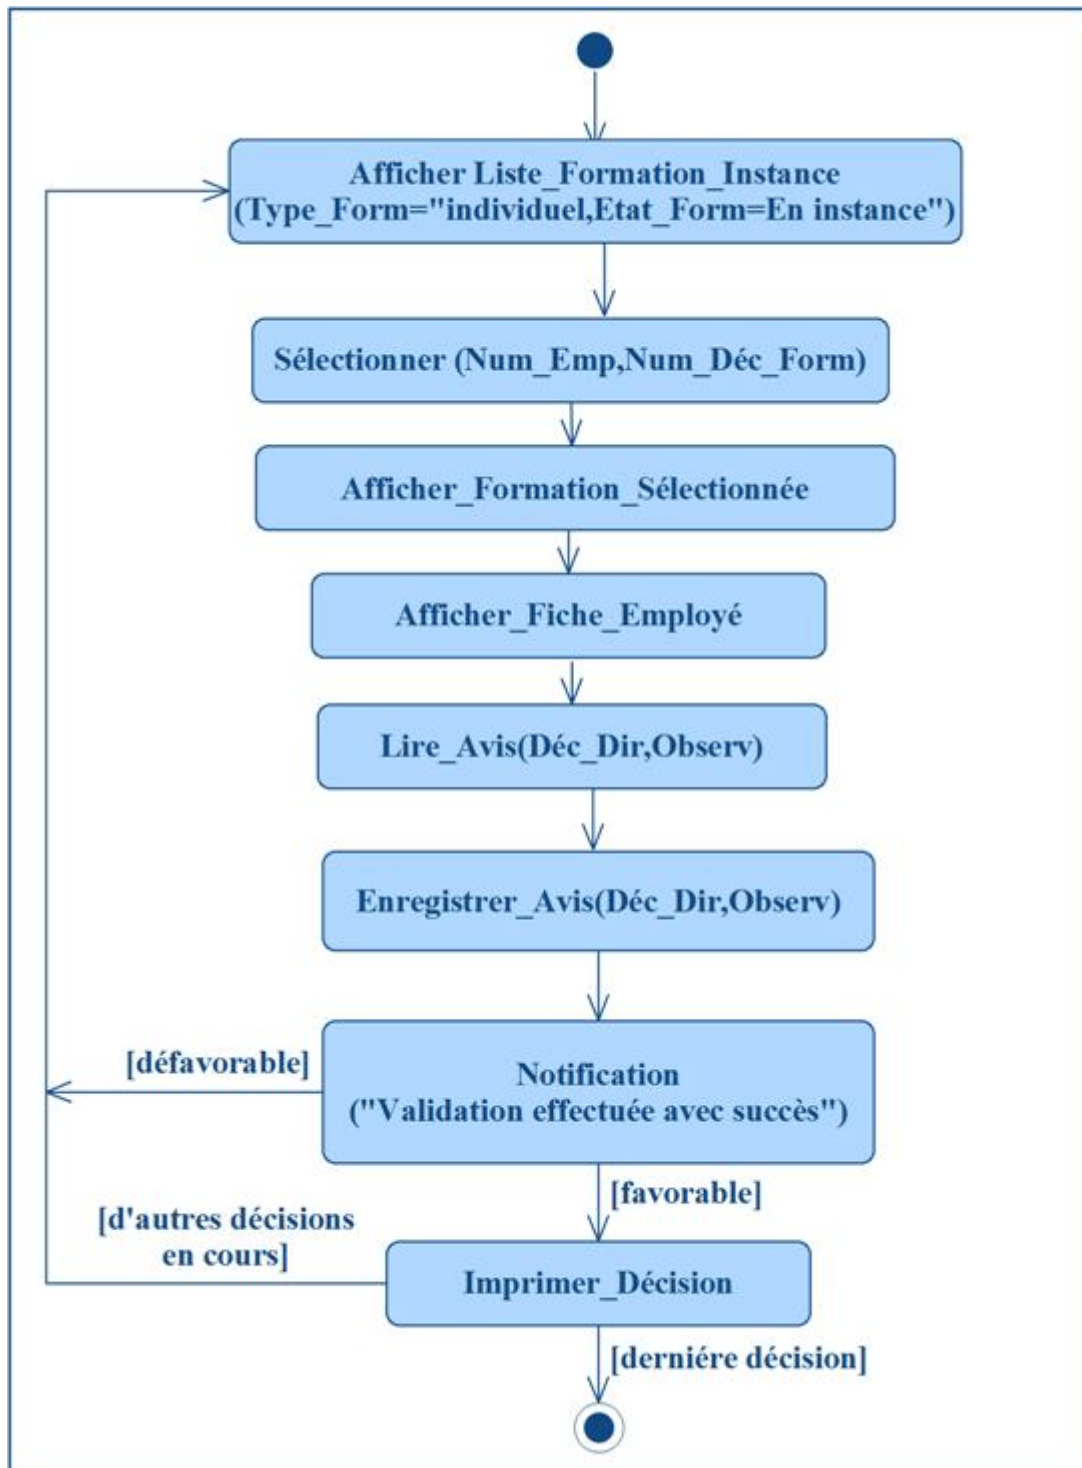 Afficher Liste_Formation_Instance
(Type_Form="individuel,Etat_Form=En instance")
Sélectionner (Num_Emp,Num_Déc_Form)
Afficher_Formation_Sélectionnée
Afficher_Fiche_Employé
Lire_Avis(Déc_Dir,Observ)
Enregistrer_Avis(Déc_Dir,Observ)
[défavorable]
Notification
("Validation effectuée avec succès")
[favorable]
[d'autres décisions
en cours]
Imprimer_Décision
[derniére décision]